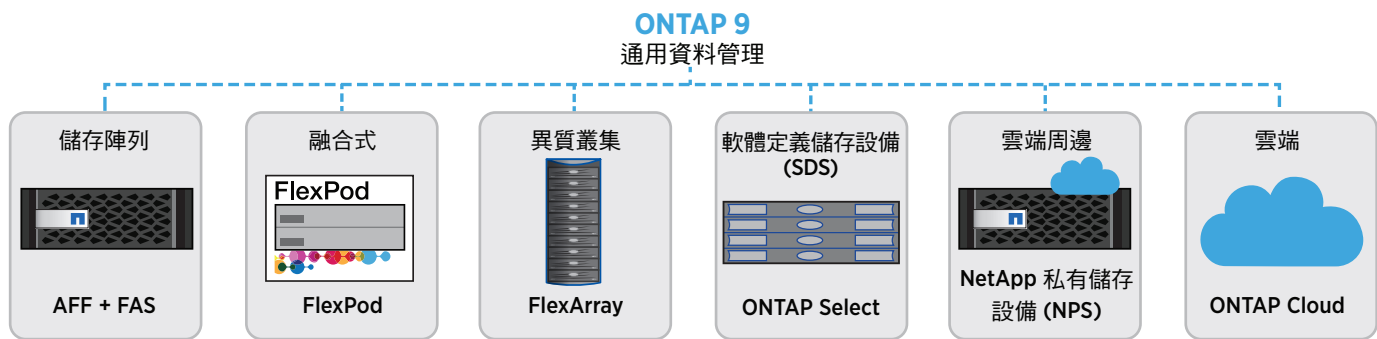 ONTAP 9
通用資料管理
儲存陣列
AFF + FAS
融合式
FlexPod
FlexPod
異質叢集
FlexArray
軟體定義儲存設備
(SDS)
ONTAP Select
雲端周邊
NetApp 私有儲存
設備 (NPS)
雲端
ONTAP Cloud